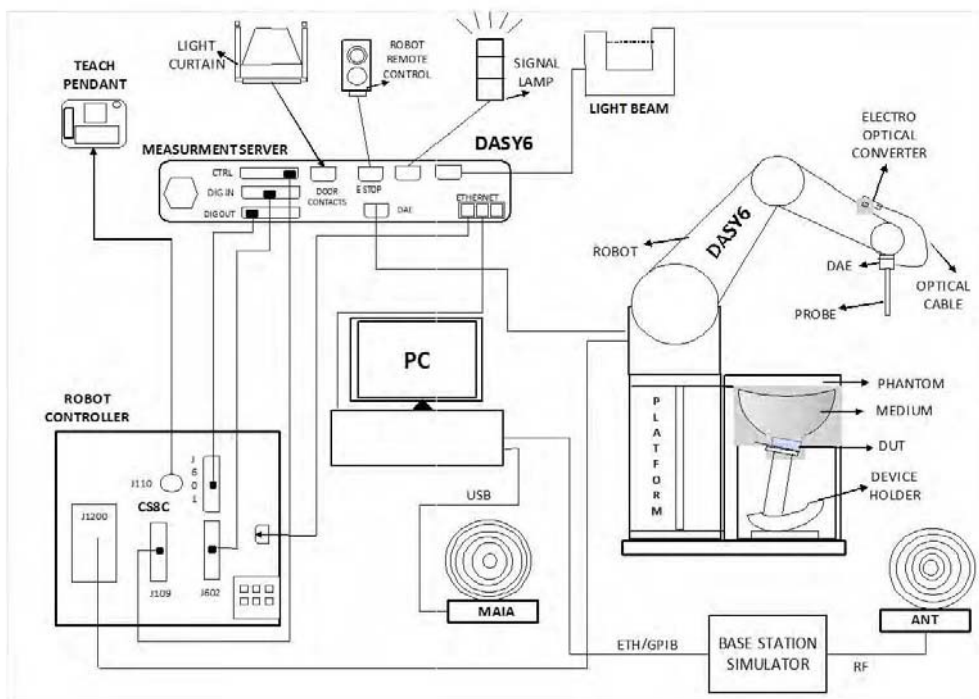 LIGHT
CURTAIN
ROBOT
REMOTE
CONTROL
SIGNAL
LAMP
LIGHT BEAM
TEACH
PENDANT
MEASURMENT SERVER
DASY6
CTRL
DIG IN
DIG OUT
DOOR
CONTACTS
E STOP
DAE
ETHERNET
ELECTRO
OPTICAL
CONVERTER
ROBOT
DASY6
DAE
OPTICAL
CABLE
PROBE
PC
PLATFORM
PHANTOM
MEDIUM
DUT
DEVICE
HOLDER
ROBOT
CONTROLLER
J110
J601
J1200
CS8C
J109
J602
USB
MAIA
ETH/GPIB
BASE STATION
SIMULATOR
RF
ANT